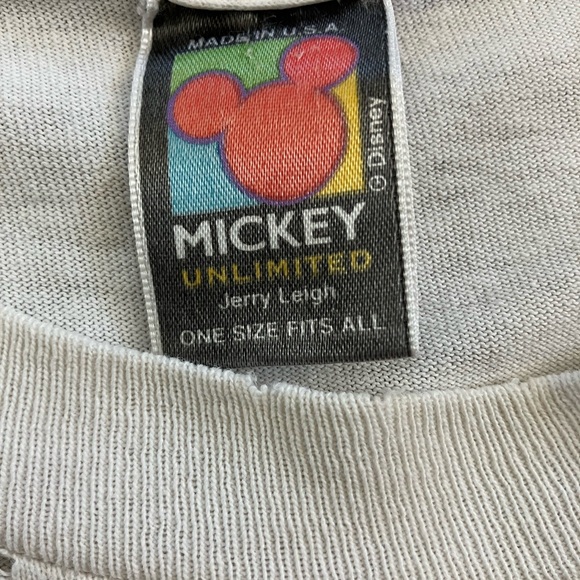 MADE IN U.S.A
© Disney
MICKEY
UNLIMITED
Jerry Leigh
ONE SIZE FITS ALL